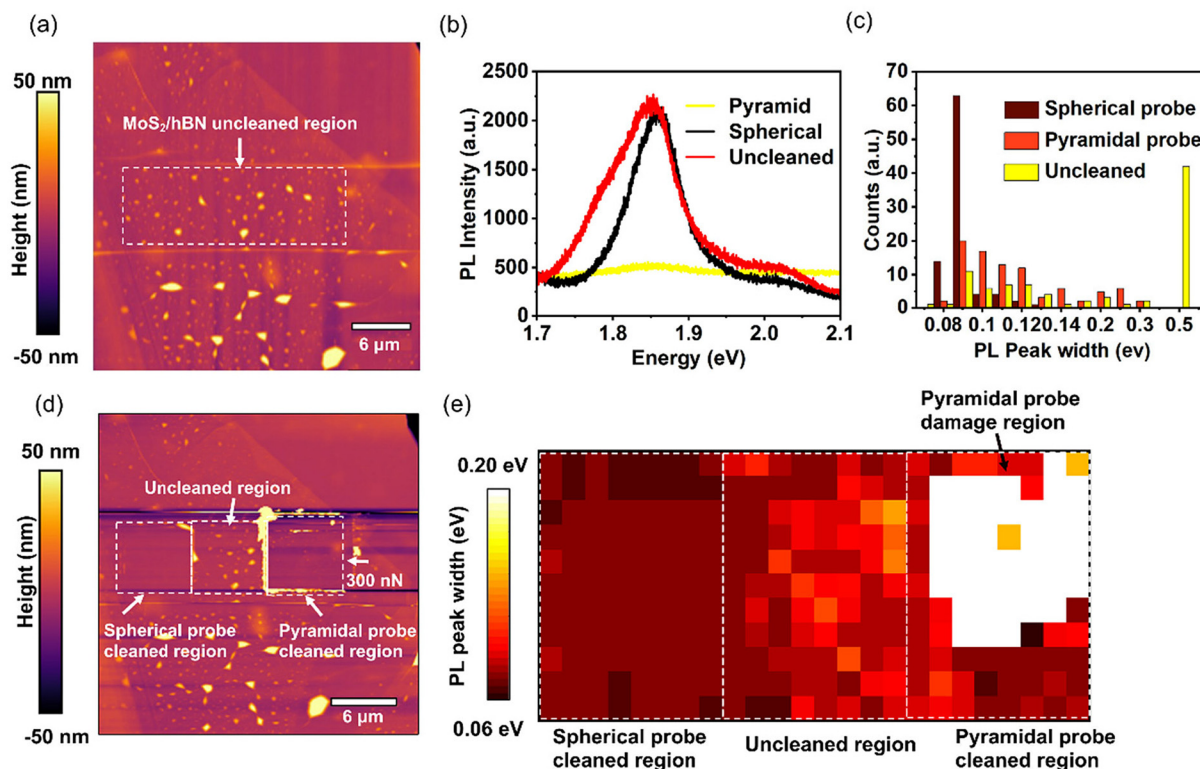 (a)
50 nm
Height (nm)
-50 nm
MoS₂/hBN uncleaned region
6 µm
(b)
PL Intensity (a.u.)
2500
2000
1500
1000
500
0
1.7 1.8 1.9 2.0 2.1
Energy (eV)
Pyramid
Spherical
Uncleaned
(c)
Counts (a.u.)
70
60
50
40
30
20
10
0
0.08 0.1 0.12 0.14 0.2 0.3 0.5
PL Peak width (ev)
Spherical probe
Pyramidal probe
Uncleaned
(d)
50 nm
Height (nm)
-50 nm
Uncleaned region
300 nN
Spherical probe
cleaned region
Pyramidal probe
cleaned region
6 µm
(e)
0.20 eV
PL peak width (eV)
0.06 eV
Pyramidal probe
damage region
Spherical probe
cleaned region
Uncleaned region
Pyramidal probe
cleaned region